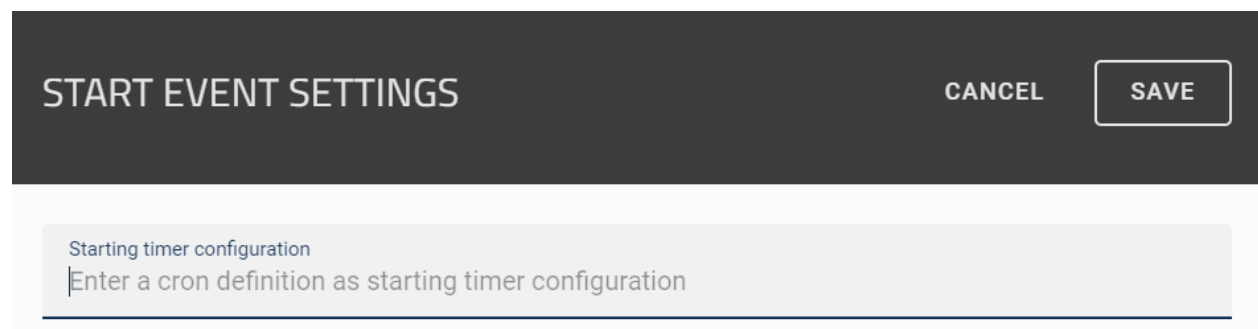 START EVENT SETTINGS CANCEL SAVE
Starting timer configuration
Enter a cron definition as starting timer configuration